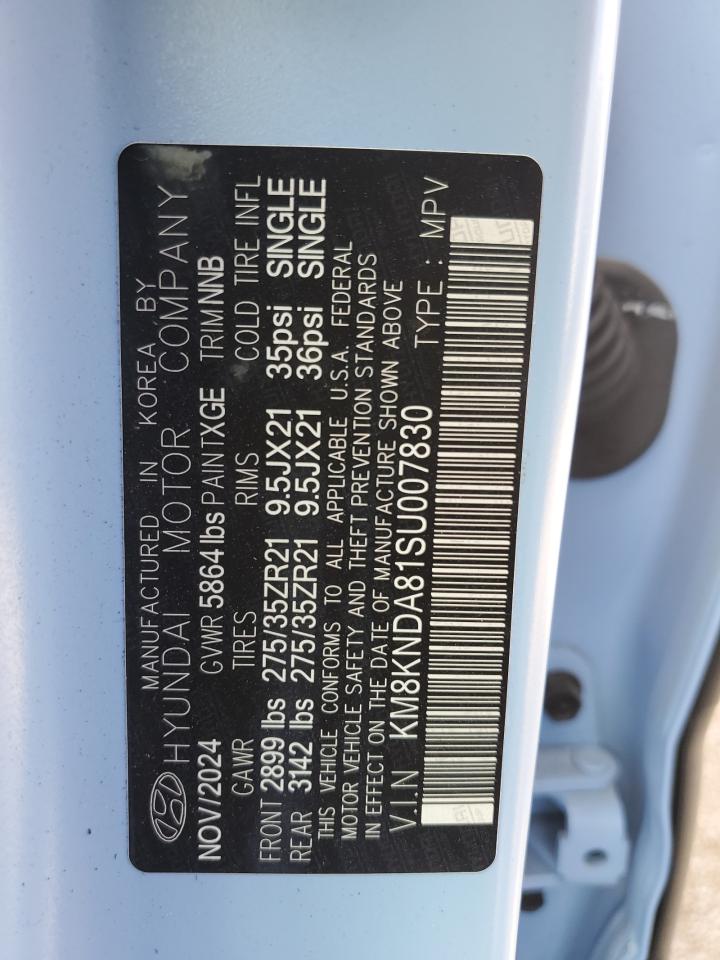 MANUFACTURED IN KOREA BY
HYUNDAI MOTOR COMPANY
NOV/2024 GVWR 5864 lbs PAINT XGE TRIM NNB
GAWR TIRES RIMS COLD TIRE INFL
FRONT 2899 lbs 275/35ZR21 9.5JX21 35psi SINGLE
REAR 3142 lbs 275/35ZR21 9.5JX21 36psi SINGLE
THIS VEHICLE CONFORMS TO ALL APPLICABLE U.S.A. FEDERAL
MOTOR VEHICLE SAFETY AND THEFT PREVENTION STANDARDS
IN EFFECT ON THE DATE OF MANUFACTURE SHOWN ABOVE
V.I.N KM8KNDA81SU007830 TYPE : MPV